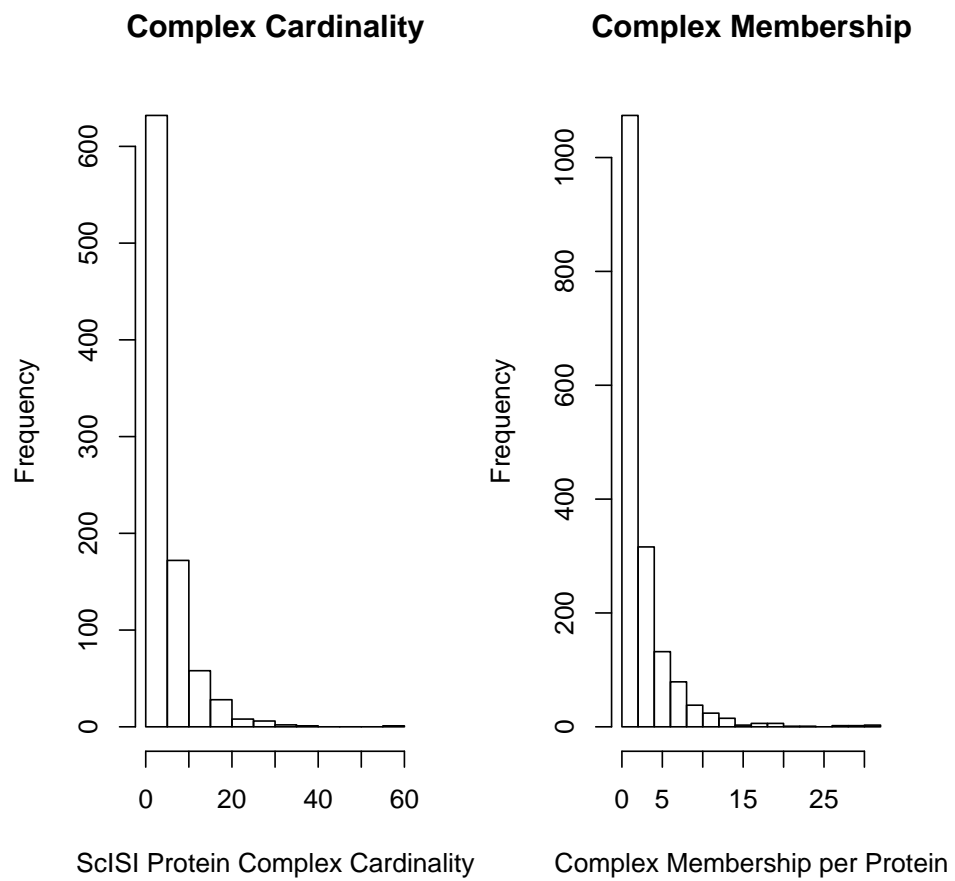 Complex Cardinality
Frequency
600
500
400
300
200
100
0
0 20 40 60
ScISI Protein Complex Cardinality
Complex Membership
Frequency
1000
800
600
400
200
0
0 5 15 25
Complex Membership per Protein